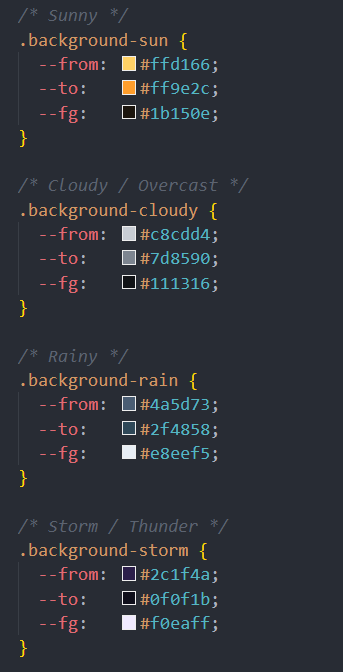 /* Sunny */
.background-sun {
--from: #ffd166;
--to: #ff9e2c;
--fg: #1b150e;
}
/* Cloudy / Overcast */
.background-cloudy {
--from: #c8cdd4;
--to: #7d8590;
--fg: #111316;
}
/* Rainy */
.background-rain {
--from: #4a5d73;
--to: #2f4858;
--fg: #e8eef5;
}
/* Storm / Thunder */
.background-storm {
--from: #2c1f4a;
--to: #0f0f1b;
--fg: #f0eaff;
}